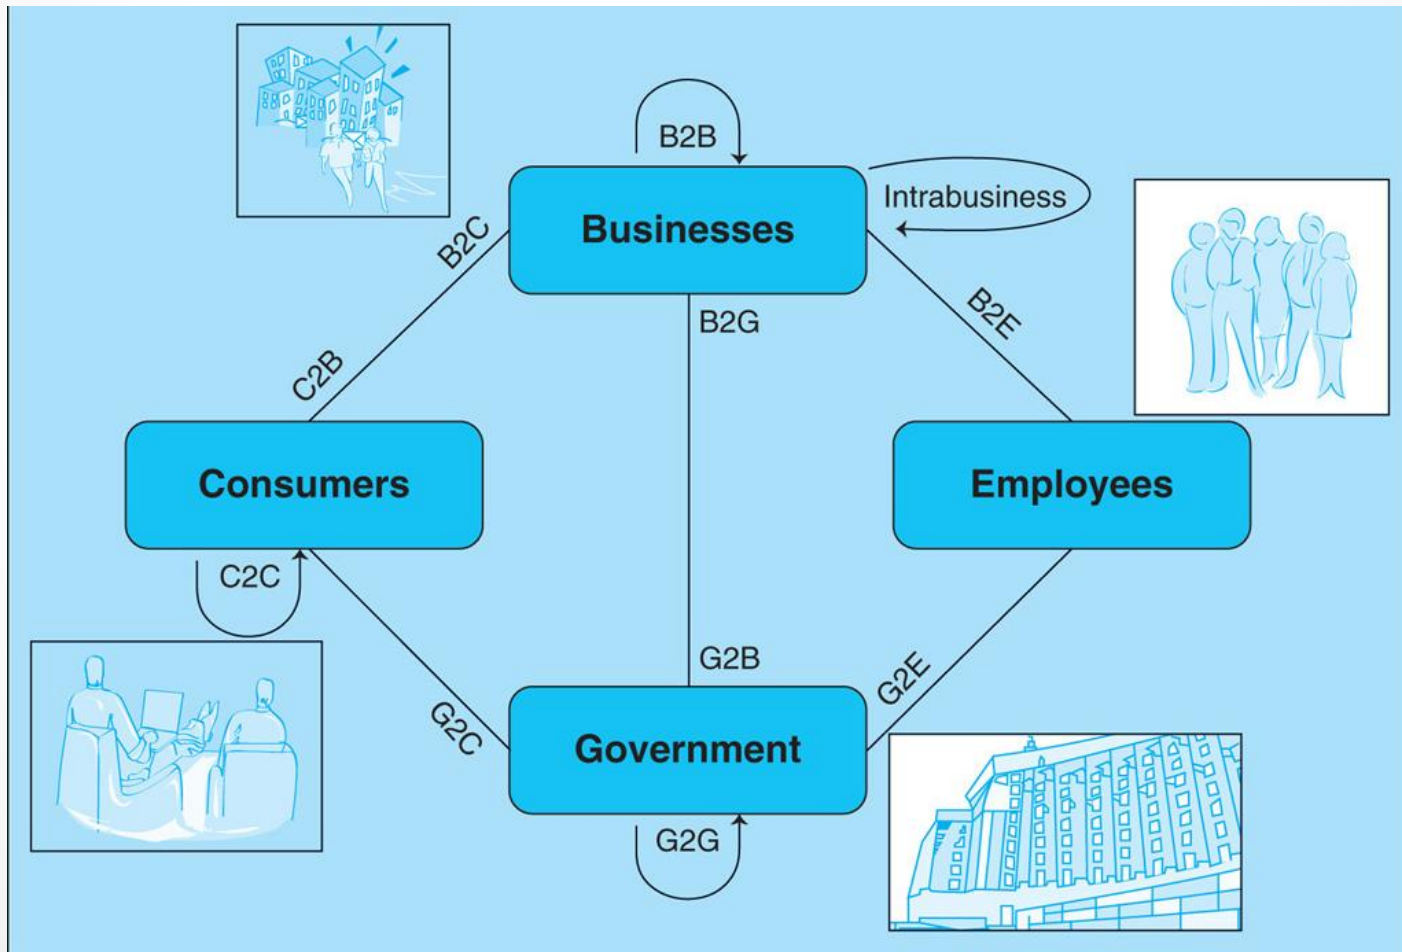 B2B
Businesses
Intrabusiness
B2C
B2G
B2E
C2B
Consumers
Employees
C2C
G2C
G2B
G2E
Government
G2G